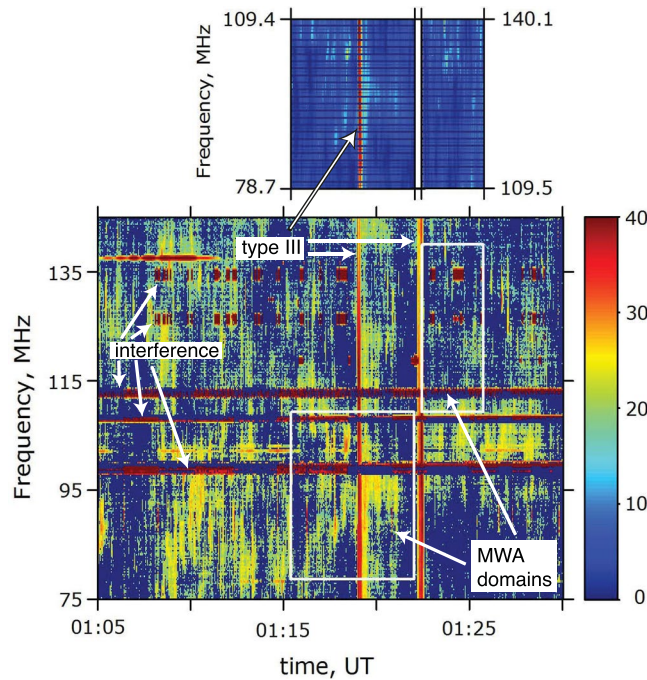 109.4
140.1
Frequency, MHz
78.7
109.5
type III
135
interference
115
Frequency, MHz
95
MWA
domains
75
01:05
01:15
01:25
time, UT
40
30
20
10
0